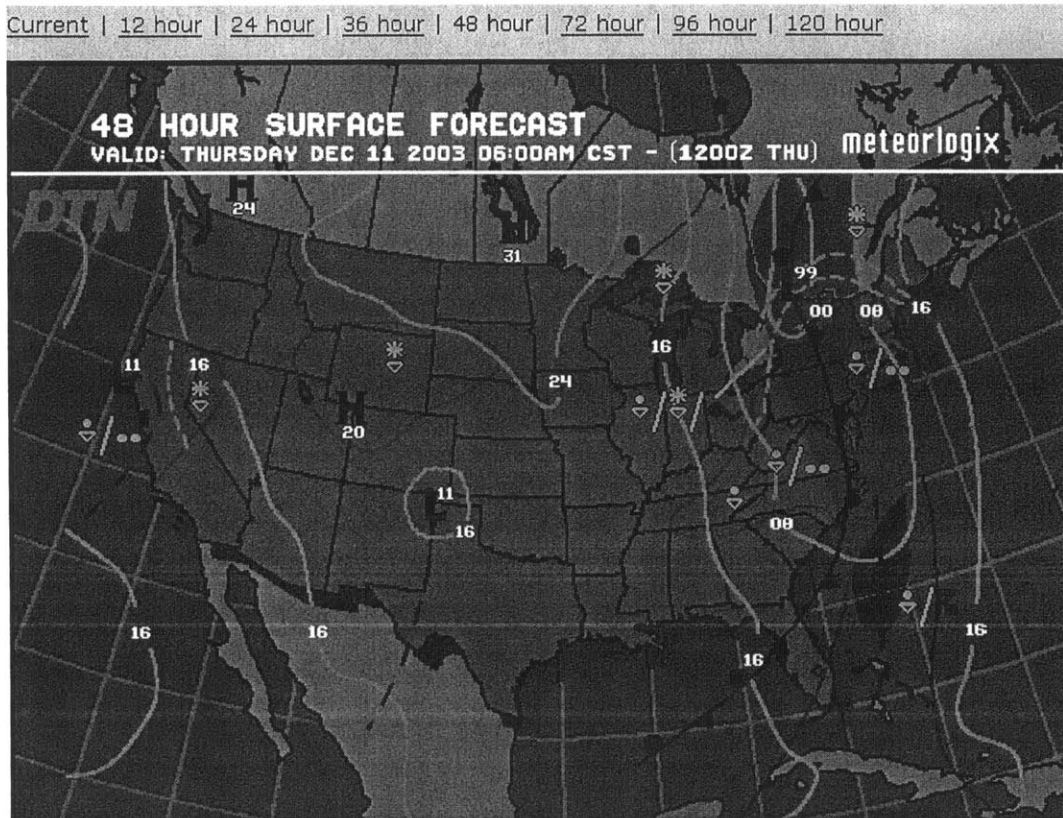 Current | 12 hour | 24 hour | 36 hour | 48 hour | 72 hour | 96 hour | 120 hour
48 HOUR SURFACE FORECAST
VALID: THURSDAY DEC 11 2003 06:00AM CST - (1200Z THU)
meteorlogix
DTN
H
24
H
31
99
00
08
16
11
16
16
24
H
20
11
16
08
16
16
16
16